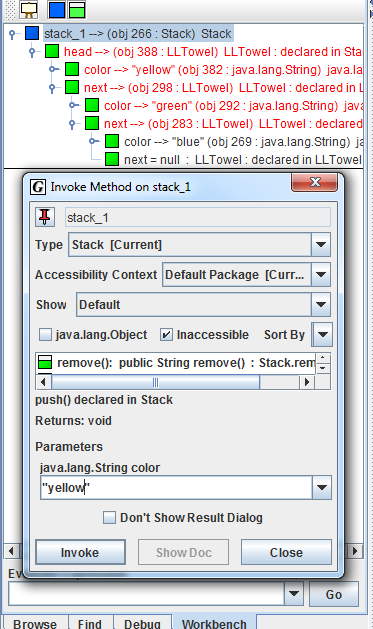 stack_1 --> (obj 266 : Stack) Stack
head --> (obj 388 : LLTowel) LLTowel : declared in Stac
color --> "yellow" (obj 382 : java.lang.String) java.la
next --> (obj 298 : LLTowel) LLTowel : declared in
color --> "green" (obj 292 : java.lang.String) ja
next --> (obj 283 : LLTowel) LLTowel : declared
color --> "blue" (obj 269 : java.lang.String) j
next = null : LLTowel : declared in LLTowel
G Invoke Method on stack_1
stack_1
Type Stack [Current]
Accessibility Context Default Package [Curr...
Show Default
java.lang.Object Inaccessible Sort By
remove(): public String remove() : Stack.rem
push() declared in Stack
Returns: void
Parameters
java.lang.String color
"yellow"
Don't Show Result Dialog
Invoke Show Doc Close
Go
Browse Find Debug Workbench